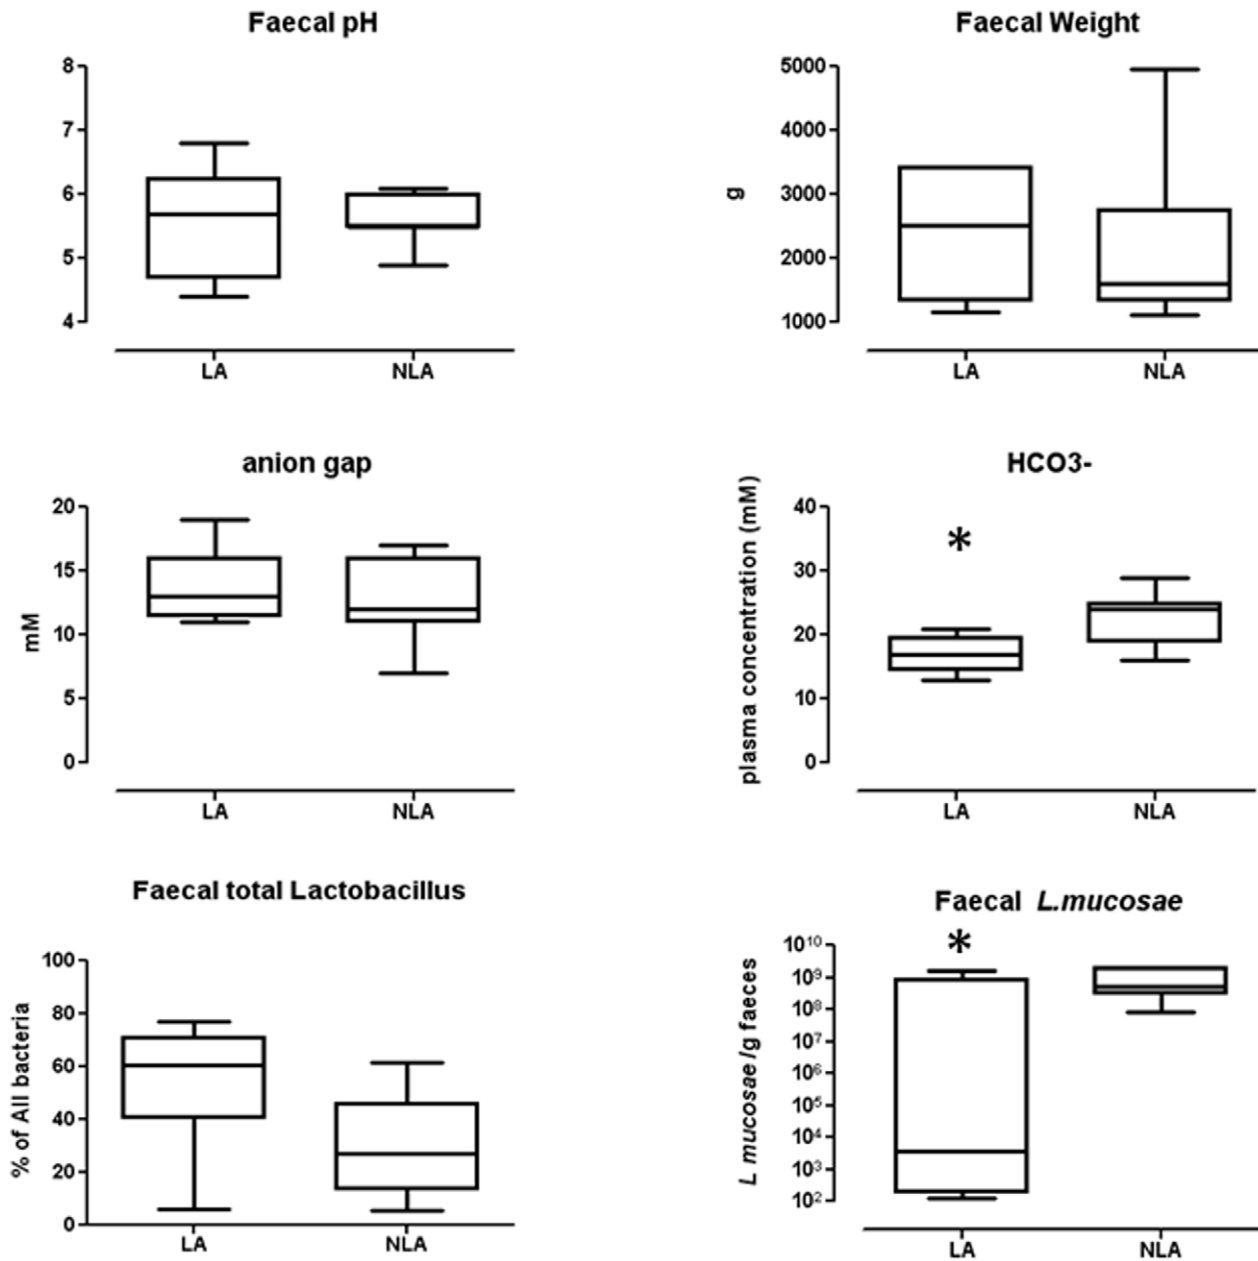 Faecal pH
8
7
6
5
4
LA NLA
Faecal Weight
g
5000
4000
3000
2000
1000
LA NLA
anion gap
mM
20
15
10
5
0
LA NLA
HCO3-
plasma concentration (mM)
40
30
20
10
0
*
LA NLA
Faecal total Lactobacillus
% of All bacteria
100
80
60
40
20
0
LA NLA
Faecal L.mucosae
L mucosae /g faeces
10¹⁰
10⁹
10⁸
10⁷
10⁶
10⁵
10⁴
10³
10²
*
LA NLA